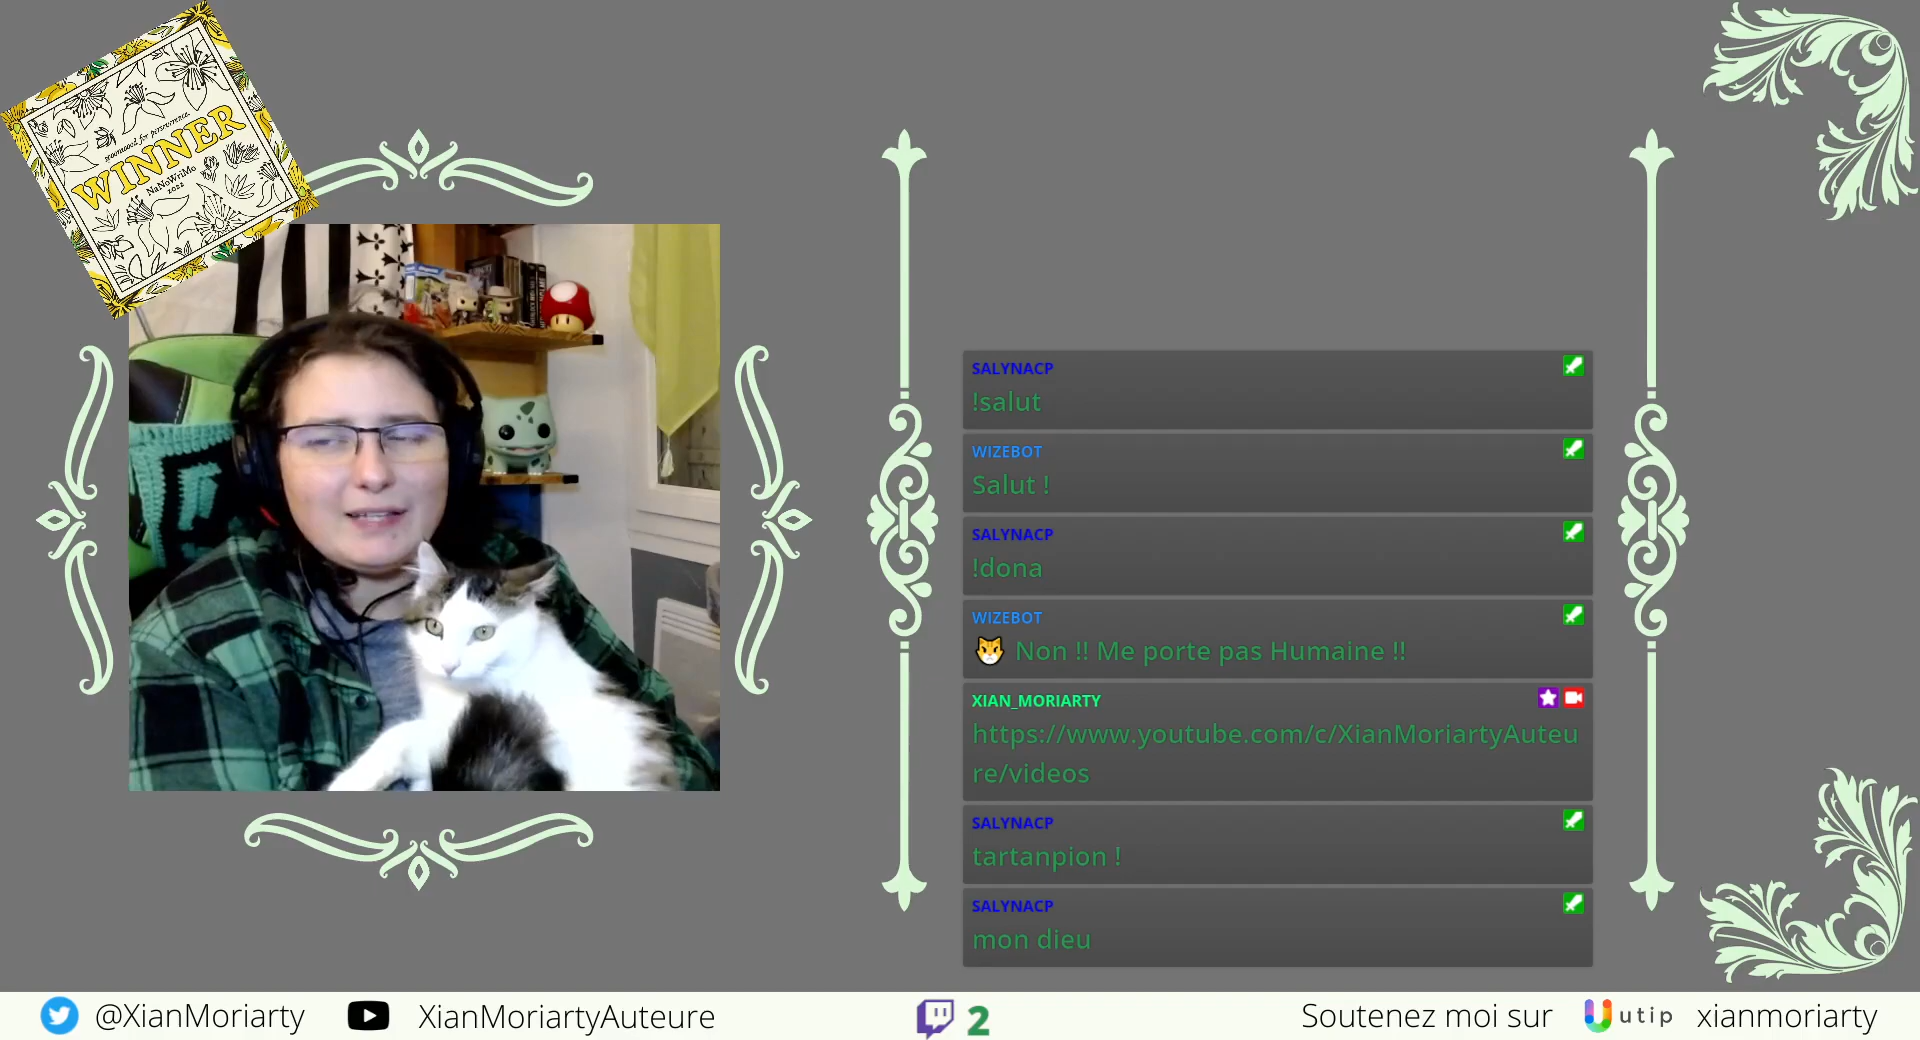 WINNER
NaNoWriMo
2022
SALYNACP
!salut
WIZEBOT
Salut !
SALYNACP
!dona
WIZEBOT
Non !! Me porte pas Humaine !!
XIAN_MORIARTY
https://www.youtube.com/c/XianMoriartyAuteu
re/videos
SALYNACP
tartanpion !
SALYNACP
mon dieu
@XianMoriarty
XianMoriartyAuteure
2
Soutenez moi sur
utip
xianmoriarty